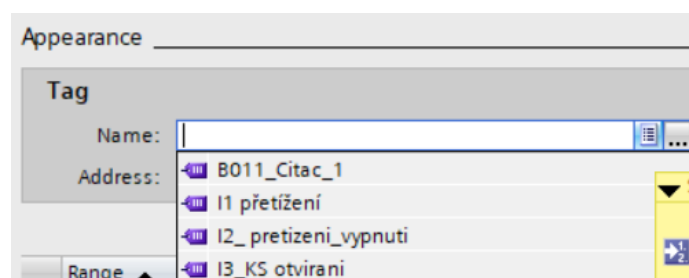 Appearance
Tag
Name:
...
Address:
B011_Citac_1
I1 přetížení
I2_ pretizeni_vypnuti
I3_KS otvirani
Range